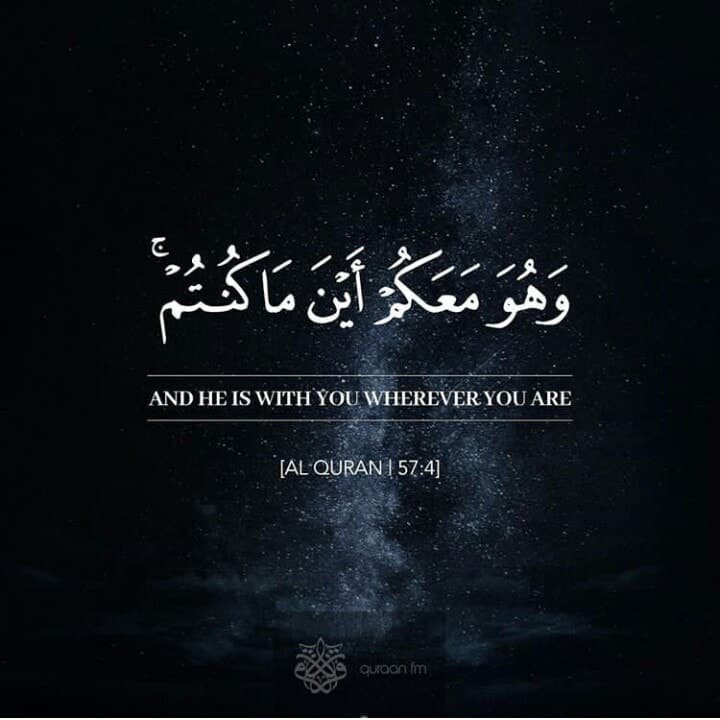 وَهُوَ مَعَكُمْ أَيْنَ مَا كُنتُمْ ۚ
AND HE IS WITH YOU WHEREVER YOU ARE
[AL QURAN | 57:4]
quraan fm